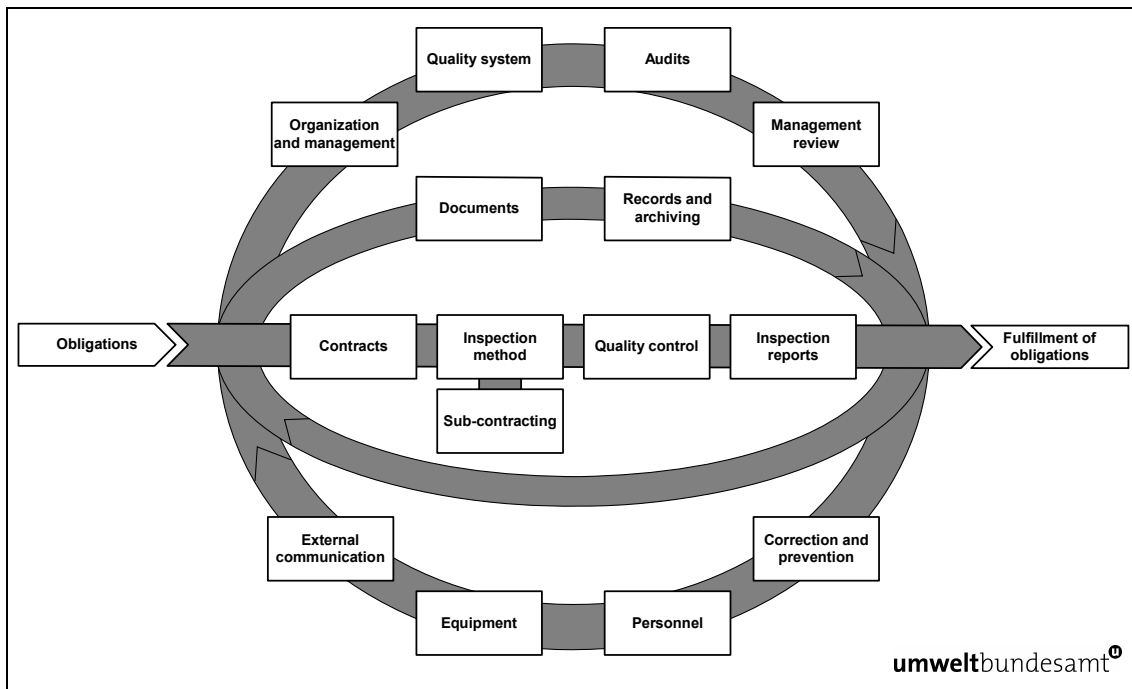 Quality system
Audits
Organization
and management
Management
review
Documents
Records and
archiving
Obligations
Contracts
Inspection
method
Quality control
Inspection
reports
Fulfillment of
obligations
Sub-contracting
External
communication
Correction and
prevention
Equipment
Personnel
umweltbundesamt
u